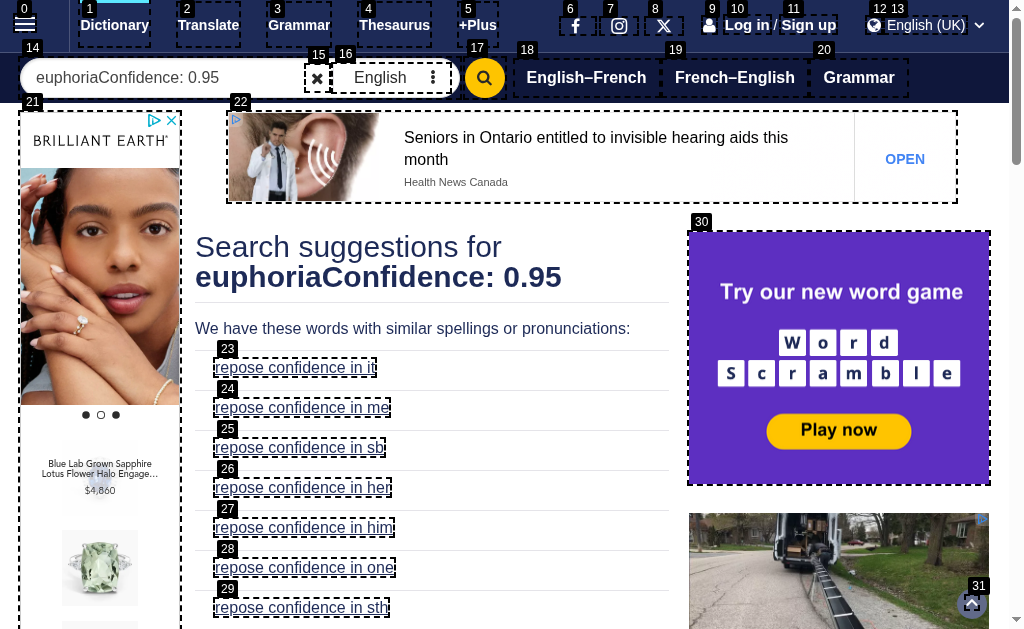 0
1
2
3
4
5
6
7
8
9
10
11
12
13
Dictionary
Translate
Grammar
Thesaurus
+Plus
Log in / Sign up
English (UK)
14
15
16
17
18
19
20
euphoriaConfidence: 0.95
English
English–French
French–English
Grammar
21
22
BRILLIANT EARTH
Seniors in Ontario entitled to invisible hearing aids this
month
Health News Canada
OPEN
30
Search suggestions for
euphoriaConfidence: 0.95
We have these words with similar spellings or pronunciations:
23
repose confidence in it
24
repose confidence in me
25
repose confidence in sb
26
repose confidence in her
27
repose confidence in him
28
repose confidence in one
29
repose confidence in sth
Blue Lab Grown Sapphire
Lotus Flower Halo Engage...
$4,860
Try our new word game
Word
Scramble
Play now
31